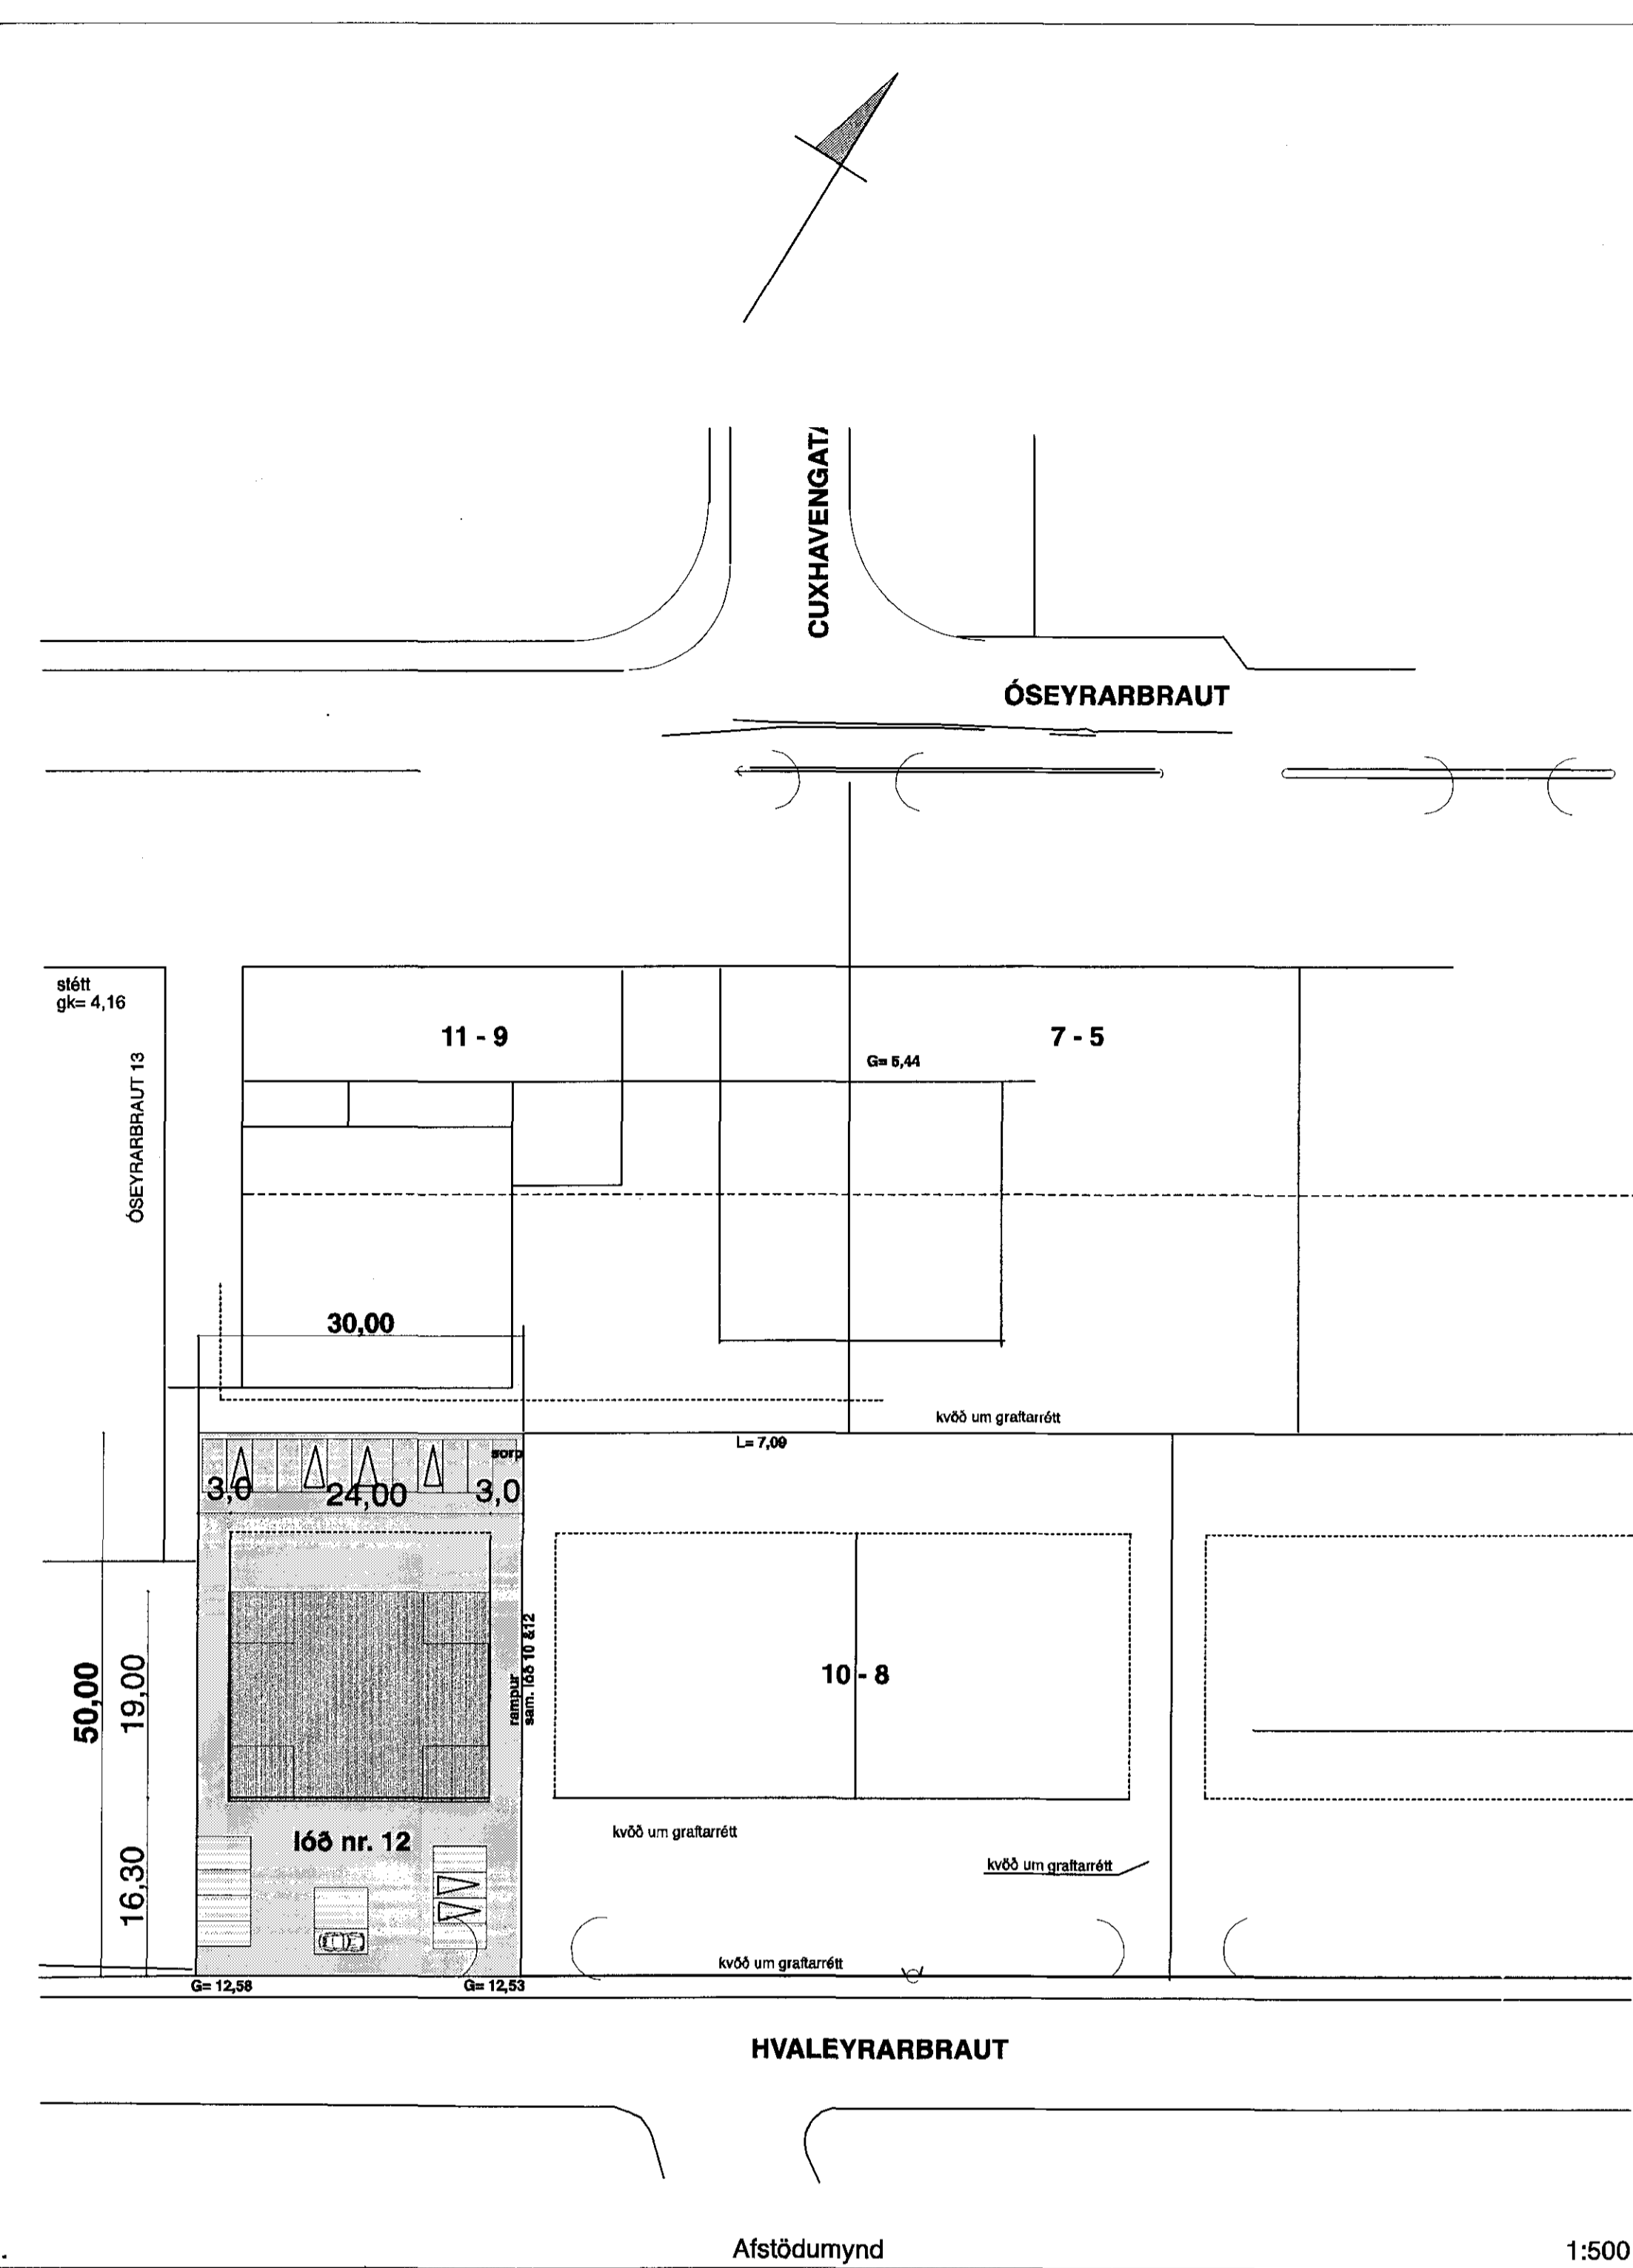 CUXHAVENGATA
ÓSEYRARBRAUT
stétt
gk= 4,16
ÓSEYRARBRAUT 13
11 - 9
7 - 5
G= 5,44
30,00
kvöð um graftarrétt
L= 7,09
sorp
3,0
24,00
3,0
50,00
19,00
16,30
rampur
sam. lóð 10 &12
10 - 8
lóð nr. 12
kvöð um graftarrétt
kvöð um graftarrétt
kvöð um graftarrétt
G= 12,58
G= 12,53
HVALEYRARBRAUT
Afstödumynd
1:500